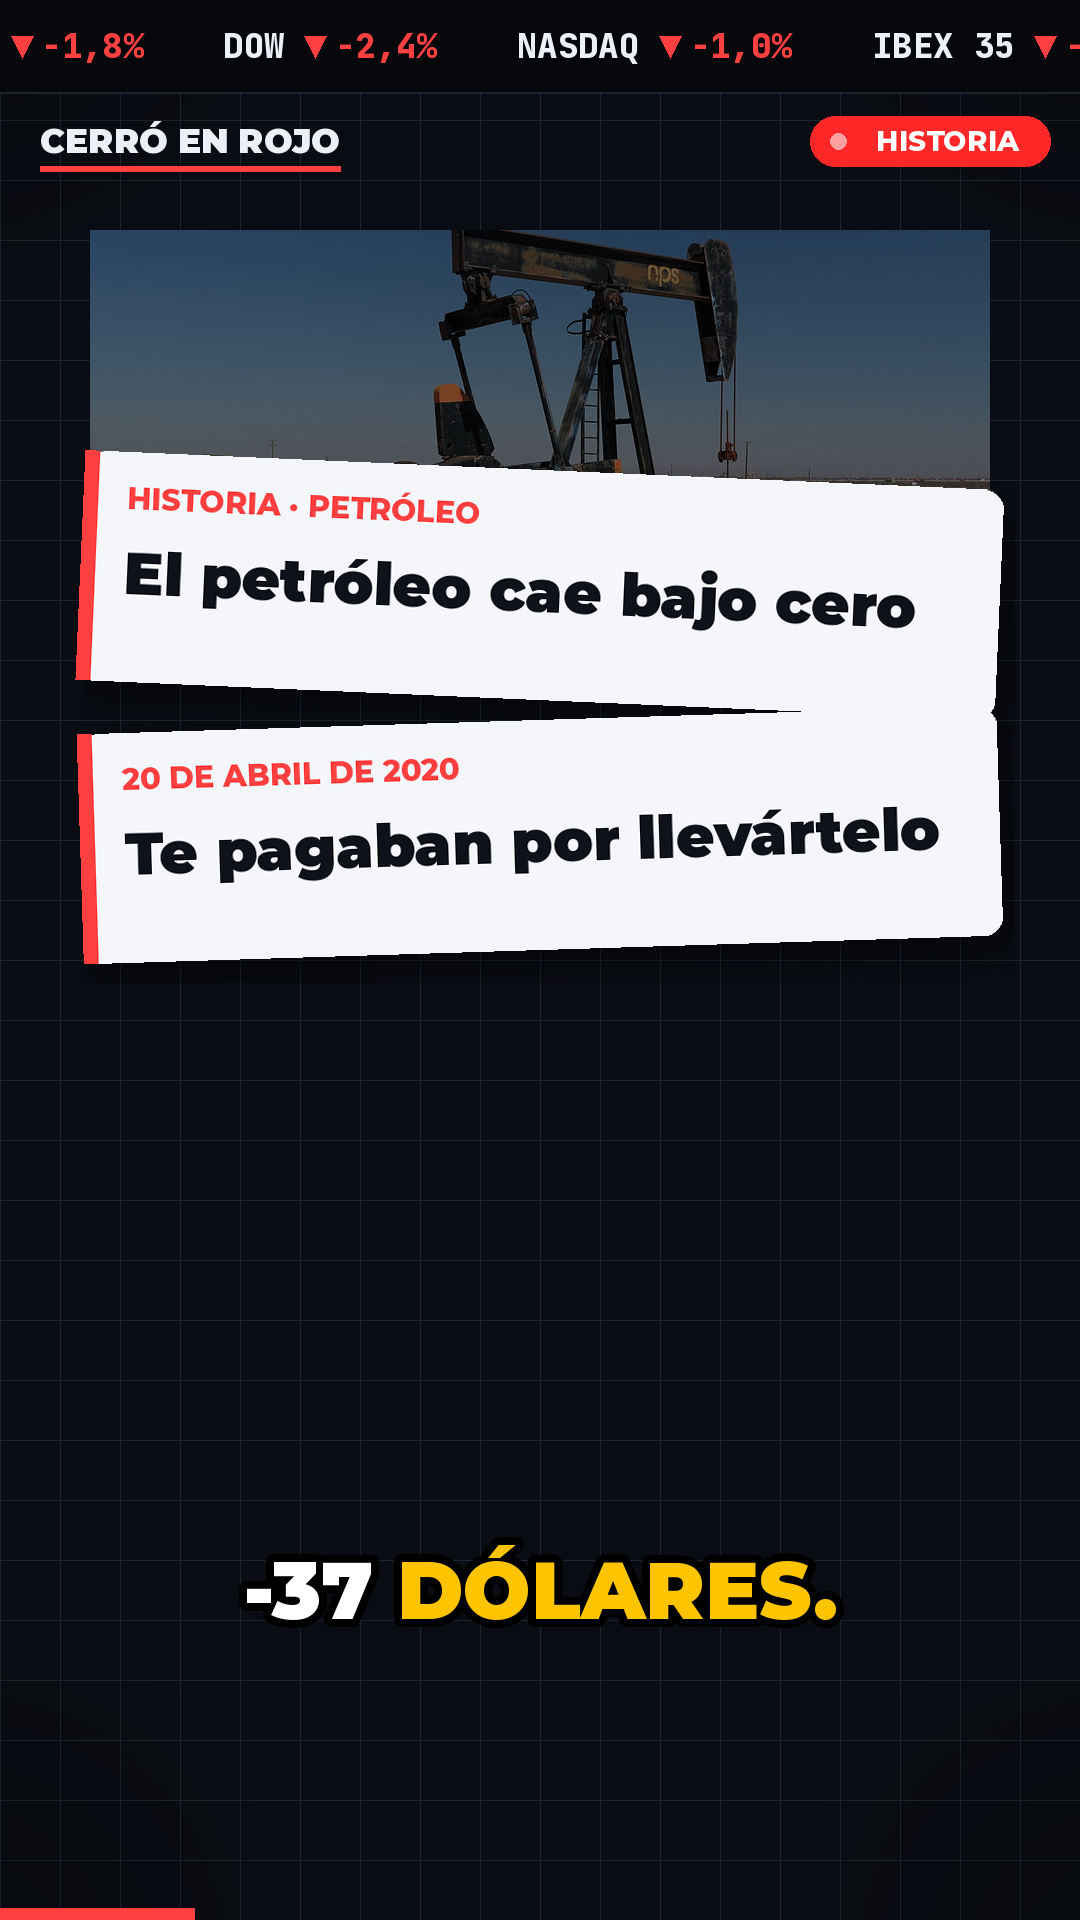 ▼-1,8% DOW ▼-2,4% NASDAQ ▼-1,0% IBEX 35 ▼-
CERRÓ EN ROJO
HISTORIA
nps
HISTORIA • PETRÓLEO
El petróleo cae bajo cero
20 DE ABRIL DE 2020
Te pagaban por llevártelo
-37 DÓLARES.